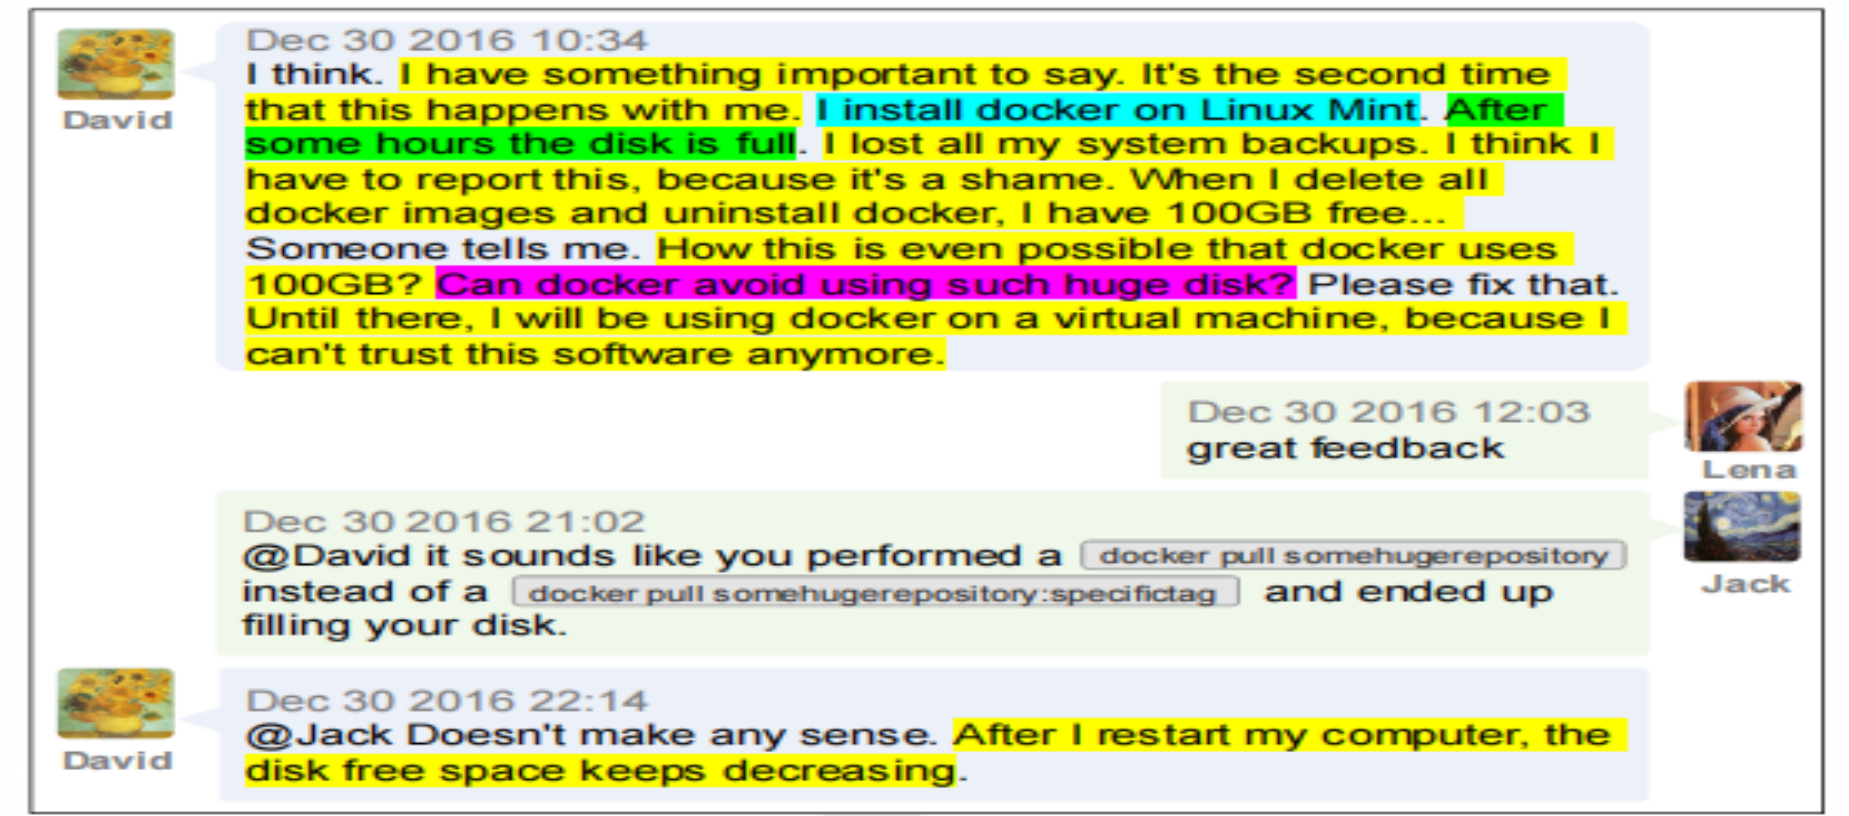 Dec 30 2016 10:34
I think. I have something important to say. It's the second time
that this happens with me. I install docker on Linux Mint. After
some hours the disk is full. I lost all my system backups. I think I
have to report this, because it's a shame. When I delete all
docker images and uninstall docker, I have 100GB free...
Someone tells me. How this is even possible that docker uses
100GB? Can docker avoid using such huge disk? Please fix that.
Until there, I will be using docker on a virtual machine, because I
can't trust this software anymore.
David
Dec 30 2016 12:03
great feedback
Lena
Dec 30 2016 21:02
@David it sounds like you performed a docker pull somehugerepository
instead of a docker pull somehugerepository:specifictag and ended up
filling your disk.
Jack
Dec 30 2016 22:14
@Jack Doesn't make any sense. After I restart my computer, the
disk free space keeps decreasing.
David